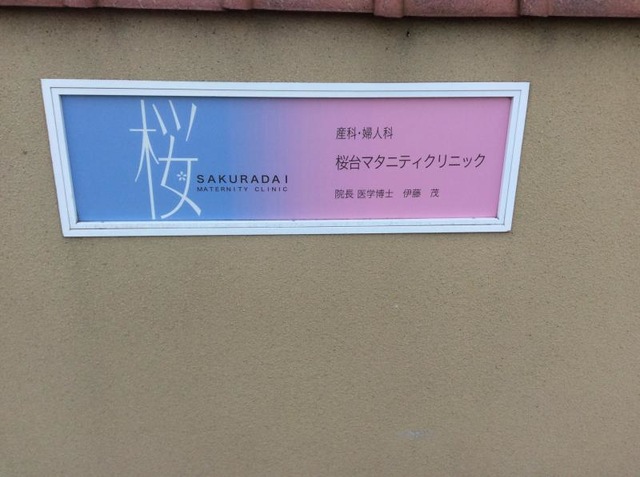 桜
SAKURADAI
MATERNITY CLINIC
産科・婦人科
桜台マタニティクリニック
院長 医学博士 伊藤 茂